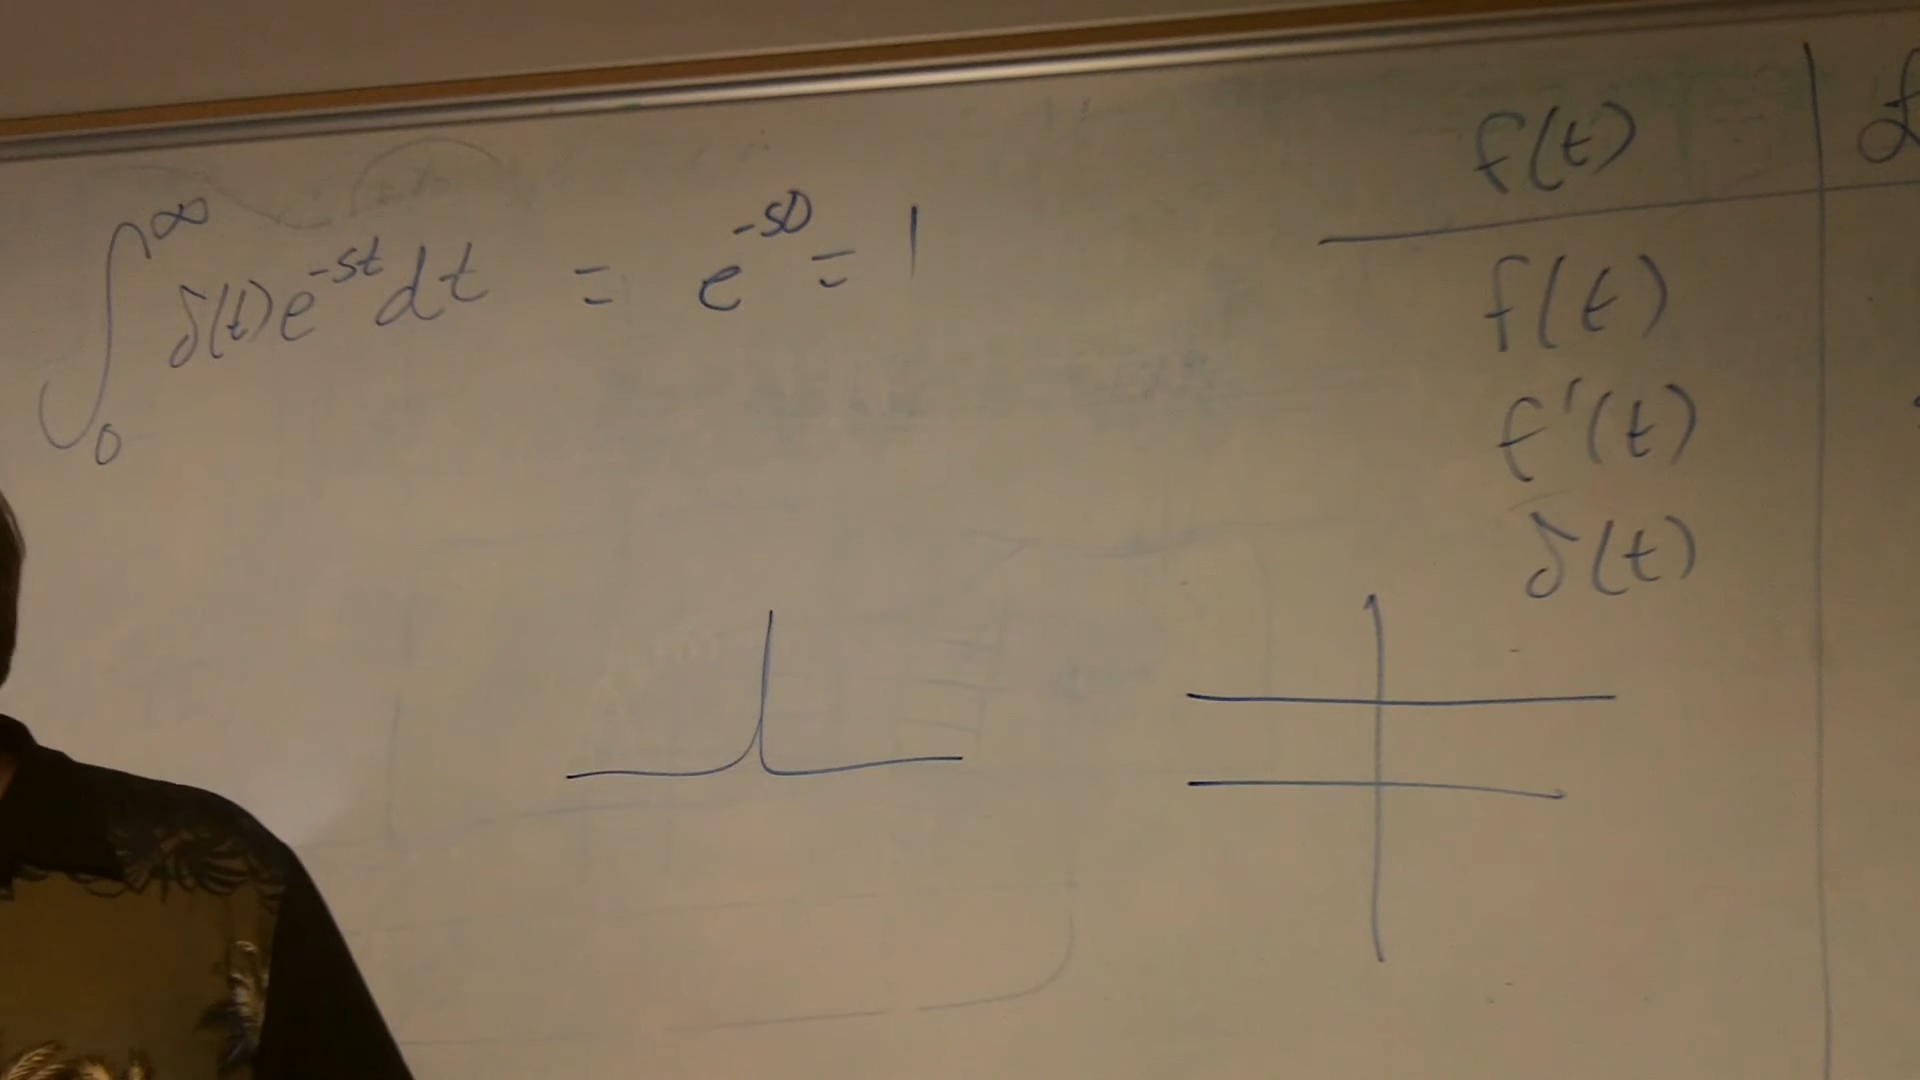 ∫₀^∞ δ(t)e^{-st}dt = e^{-s0} = 1
f(t)
f(t)
f'(t)
δ(t)